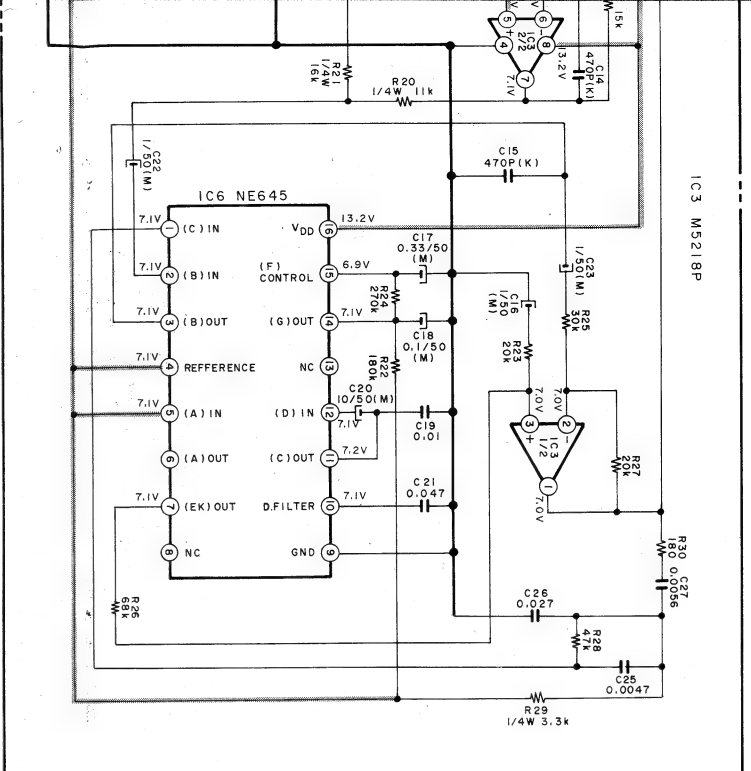 5
6
+
-
4
8
IC3
2/2
7
13.2V
7.1V
C14
470P(K)
15k
R21
1/4W
16k
R20
1/4W 11k
C22
1/50(M)
C15
470P(K)
IC3 M5218P
IC6 NE645
7.1V
1
(C)IN
VDD
16
13.2V
C17
0.33/50
(M)
C23
1/50(M)
7.1V
2
(B)IN
(F)
CONTROL
15
6.9V
R24
270k
C16
1/50
(M)
7.1V
3
(B)OUT
(G)OUT
14
7.1V
C18
0.1/50
(M)
R25
30k
R23
20k
7.1V
4
REFFERENCE
NC
13
R22
180k
7.1V
5
(A)IN
(D)IN
12
C20
10/50(M)
7.1V
C19
0.01
7.0V
7.0V
3
2
+
-
IC3
1/2
1
7.0V
R27
20k
6
(A)OUT
(C)OUT
11
7.2V
7.1V
7
(EK)OUT
D.FILTER
10
7.1V
C21
0.047
8
NC
GND
9
R30
180
C27
0.0056
R26
68k
C26
0.027
R28
47k
C25
0.0047
R29
1/4W 3.3k